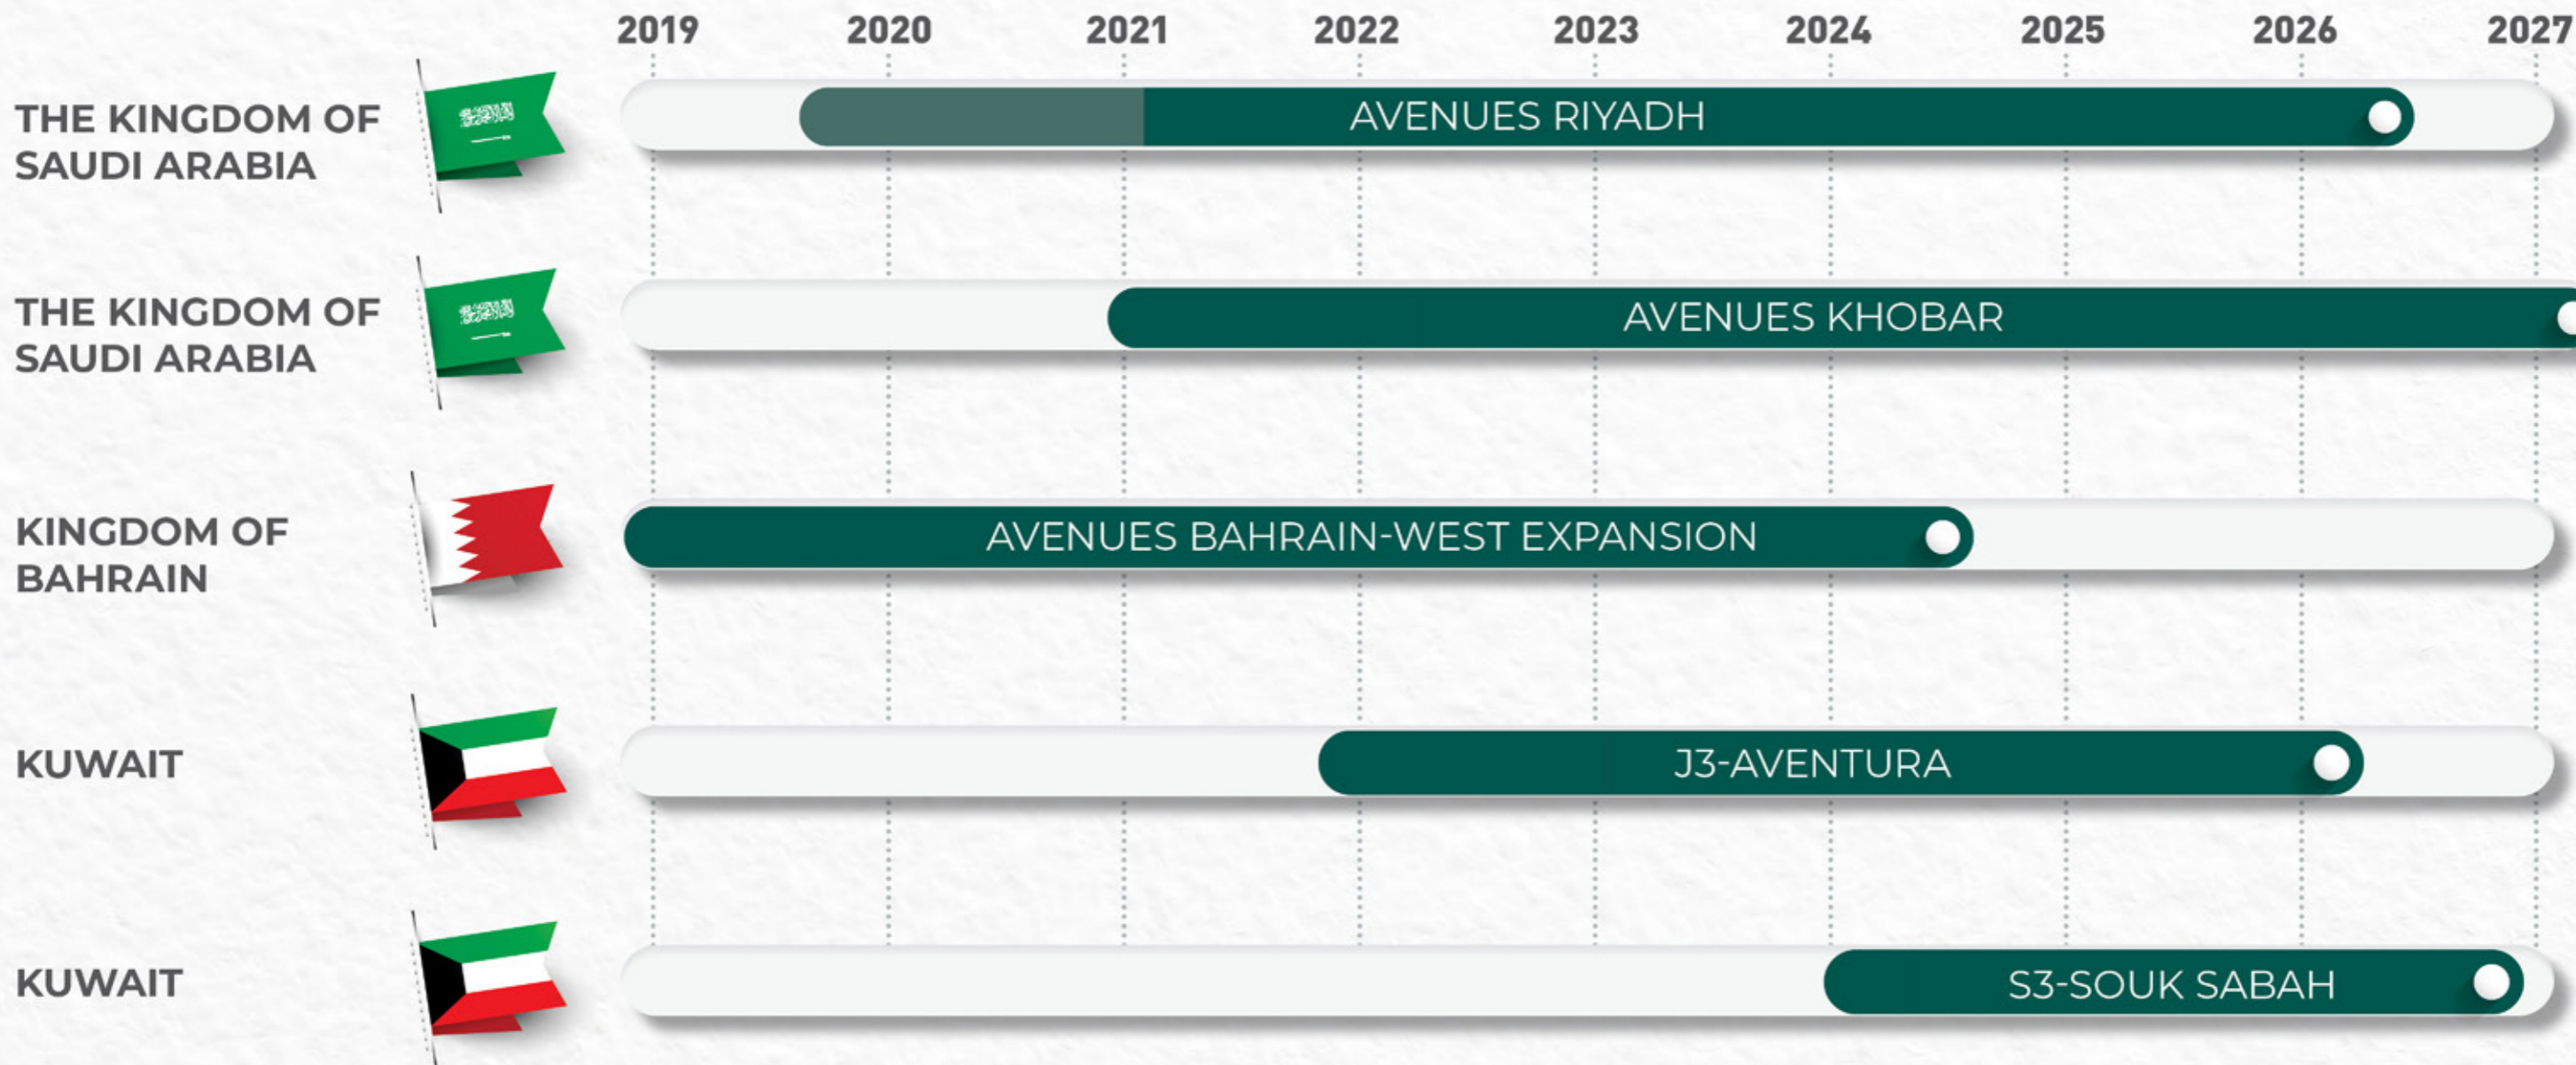 2019 2020 2021 2022 2023 2024 2025 2026 2027
THE KINGDOM OF
SAUDI ARABIA
AVENUES RIYADH
THE KINGDOM OF
SAUDI ARABIA
AVENUES KHOBAR
KINGDOM OF
BAHRAIN
AVENUES BAHRAIN-WEST EXPANSION
KUWAIT
J3-AVENTURA
KUWAIT
S3-SOUK SABAH